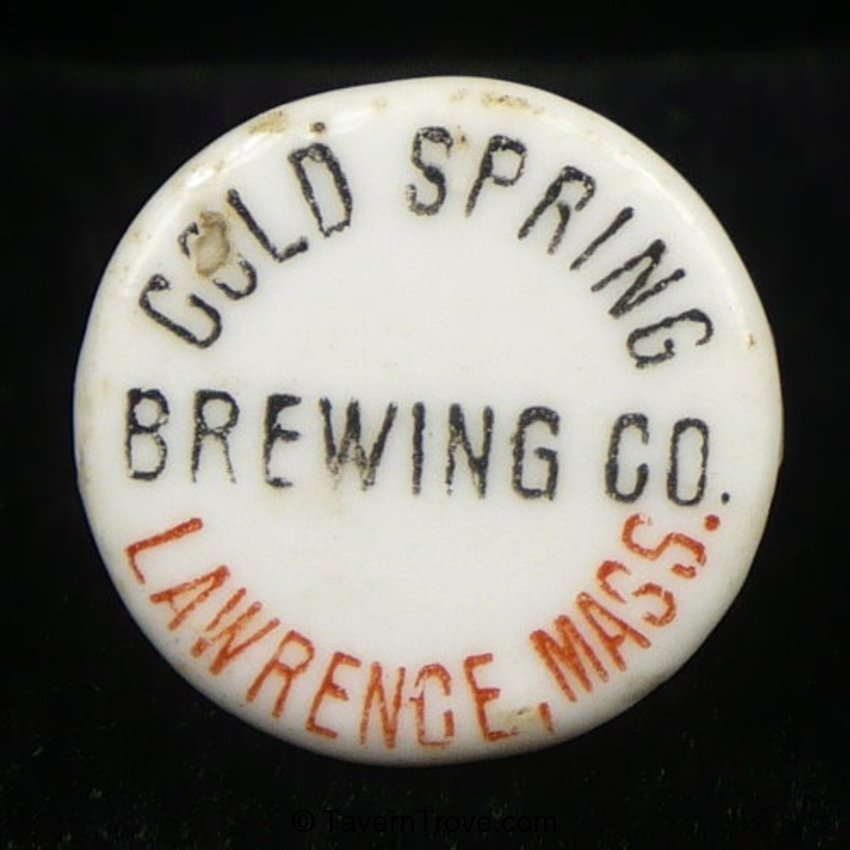 COLD SPRING
BREWING CO.
LAWRENCE, MASS.
© TavernTrove.com